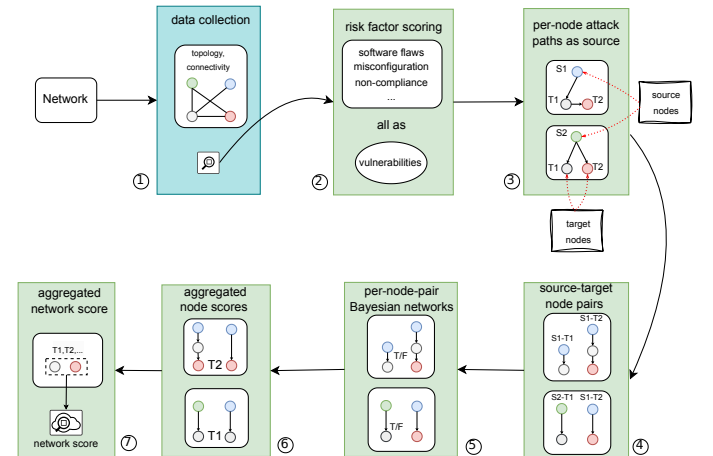 Network
data collection
topology,
connectivity
①
risk factor scoring
software flaws
misconfiguration
non-compliance
...
all as
vulnerabilities
②
per-node attack
paths as source
S1
T1
T2
S2
T1
T2
③
source
nodes
target
nodes
source-target
node pairs
S1-T2
S1-T1
S2-T1
S1-T2
④
per-node-pair
Bayesian networks
T/F
T/F
⑤
aggregated
node scores
T2
T1
⑥
aggregated
network score
T1,T2,...
network score
⑦